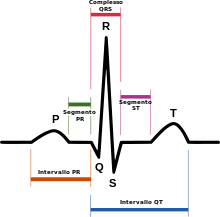 Complesso
QRS
R
Segmento
PR
Segmento
ST
P
T
Q
S
Intervallo PR
Intervallo QT